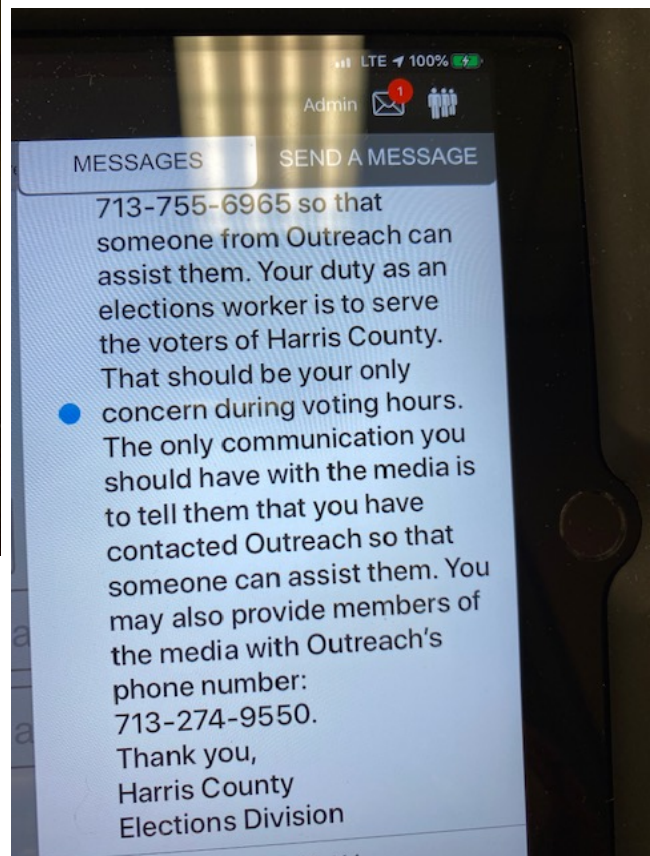 LTE 100%
Admin 1
MESSAGES SEND A MESSAGE
713-755-6965 so that
someone from Outreach can
assist them. Your duty as an
elections worker is to serve
the voters of Harris County.
That should be your only
concern during voting hours.
The only communication you
should have with the media is
to tell them that you have
contacted Outreach so that
someone can assist them. You
may also provide members of
the media with Outreach's
phone number:
713-274-9550.
Thank you,
Harris County
Elections Division